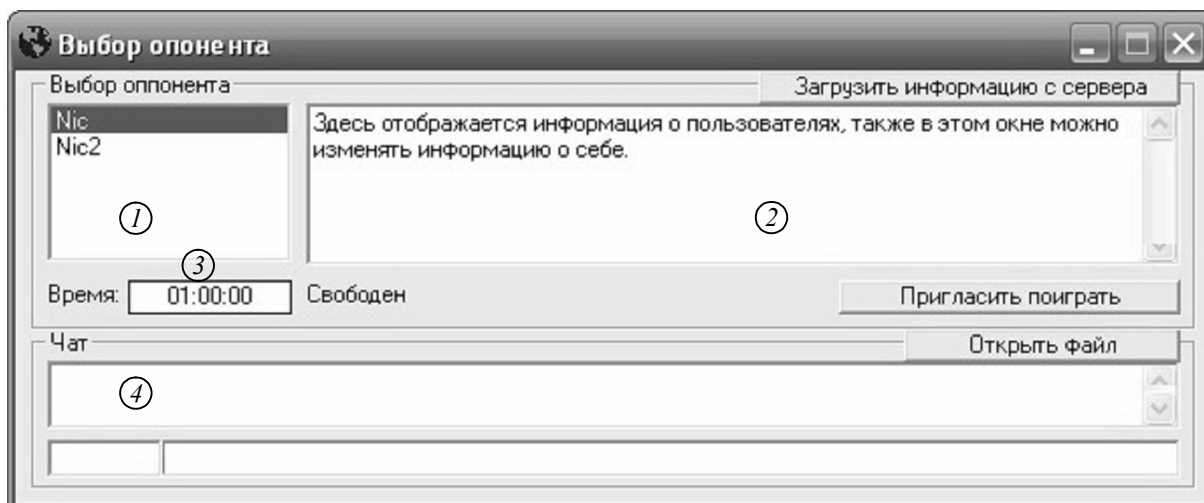 Выбор опонента
Выбор оппонента
Загрузить информацию с сервера
Nic
Nic2
1
Здесь отображается информация о пользователях, также в этом окне можно
изменять информацию о себе.
2
3
Время:
01:00:00
Свободен
Пригласить поиграть
Чат
Открыть файл
4